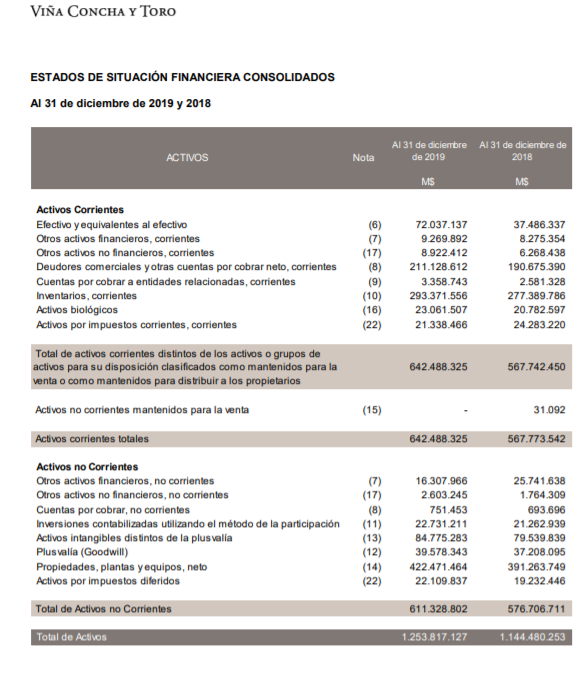 VIÑA CONCHA Y TORO
ESTADOS DE SITUACIÓN FINANCIERA CONSOLIDADOS
Al 31 de diciembre de 2019 y 2018
ACTIVOS Nota Al 31 de diciembre de 2019 Al 31 de diciembre de 2018
M$ M$
Activos Corrientes
Efectivo y equivalentes al efectivo (6) 72.037.137 37.486.337
Otros activos financieros, corrientes (7) 9.269.892 8.275.354
Otros activos no financieros, corrientes (17) 8.922.412 6.268.438
Deudores comerciales y otras cuentas por cobrar neto, corrientes (8) 211.128.612 190.675.390
Cuentas por cobrar a entidades relacionadas, corrientes (9) 3.358.743 2.581.328
Inventarios, corrientes (10) 293.371.556 277.389.786
Activos biológicos (16) 23.061.507 20.782.597
Activos por impuestos corrientes, corrientes (22) 21.338.466 24.283.220
Total de activos corrientes distintos de los activos o grupos de
activos para su disposición clasificados como mantenidos para la 642.488.325 567.742.450
venta o como mantenidos para distribuir a los propietarios
Activos no corrientes mantenidos para la venta (15) - 31.092
Activos corrientes totales 642.488.325 567.773.542
Activos no Corrientes
Otros activos financieros, no corrientes (7) 16.307.966 25.741.638
Otros activos no financieros, no corrientes (17) 2.603.245 1.764.309
Cuentas por cobrar, no corrientes (8) 751.453 693.696
Inversiones contabilizadas utilizando el método de la participación (11) 22.731.211 21.262.939
Activos intangibles distintos de la plusvalía (13) 84.775.283 79.539.839
Plusvalía (Goodwill) (12) 39.578.343 37.208.095
Propiedades, plantas y equipos, neto (14) 422.471.464 391.263.749
Activos por impuestos diferidos (22) 22.109.837 19.232.446
Total de Activos no Corrientes 611.328.802 576.706.711
Total de Activos 1.253.817.127 1.144.480.253